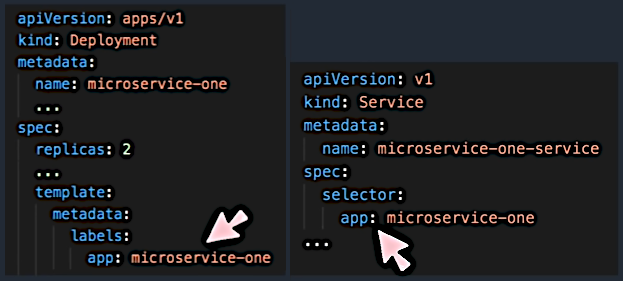 apiVersion: apps/v1
kind: Deployment
metadata:
name: microservice-one
...
spec:
replicas: 2
...
template:
metadata:
labels:
app: microservice-one
apiVersion: v1
kind: Service
metadata:
name: microservice-one-service
spec:
selector:
app: microservice-one
...